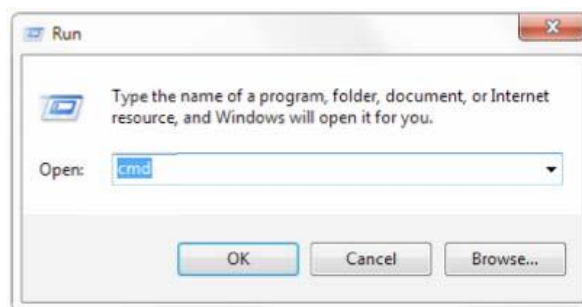 Run
Type the name of a program, folder, document, or Internet
resource, and Windows will open it for you.
Open: cmd
OK Cancel Browse...